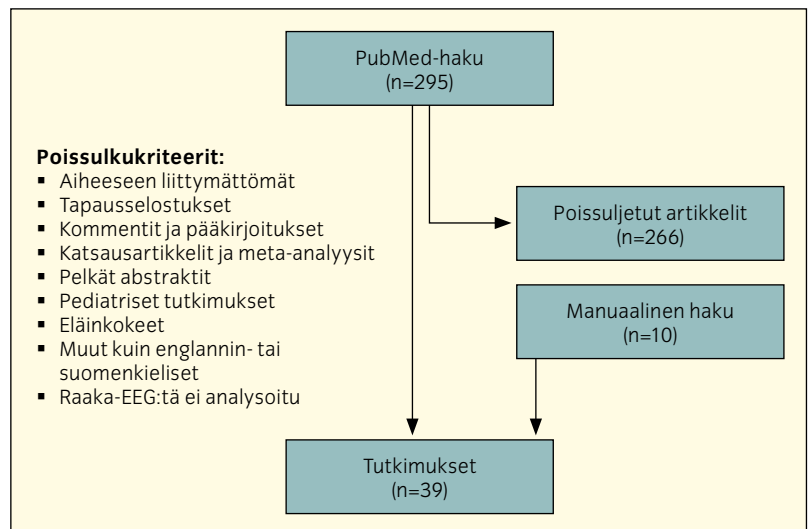 PubMed-haku
(n=295)
Poissulkukriteerit:
▪ Aiheeseen liittymättömät
▪ Tapausselostukset
▪ Kommentit ja pääkirjoitukset
▪ Katsausartikkelit ja meta-analyysit
▪ Pelkät abstraktit
▪ Pediatriset tutkimukset
▪ Eläinkokeet
▪ Muut kuin englannin- tai
suomenkieliset
▪ Raaka-EEG:tä ei analysoitu
Poissuljetut artikkelit
(n=266)
Manuaalinen haku
(n=10)
Tutkimukset
(n=39)